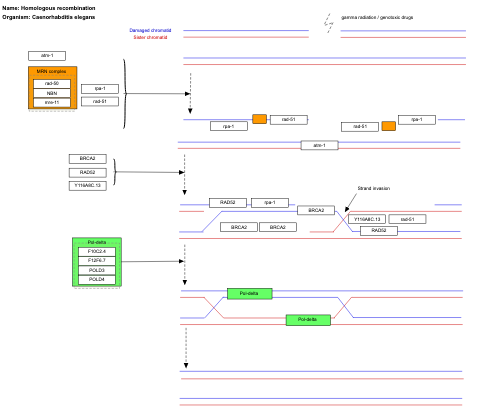 Name: Homologous recombination
Organism: Caenorhabditis elegans
gamma radiation / genotoxic drugs
Damaged chromatid
Sister chromatid
atm-1
MRN complex
rad-50
NBN
mre-11
rpa-1
rad-51
rpa-1
rad-51
rad-51
rpa-1
atm-1
BRCA2
RAD52
Y116A8C.13
Strand invasion
RAD52
rpa-1
BRCA2
Y116A8C.13
rad-51
BRCA2
BRCA2
RAD52
Pol-delta
F10C2.4
F12F6.7
POLD3
POLD4
Pol-delta
Pol-delta